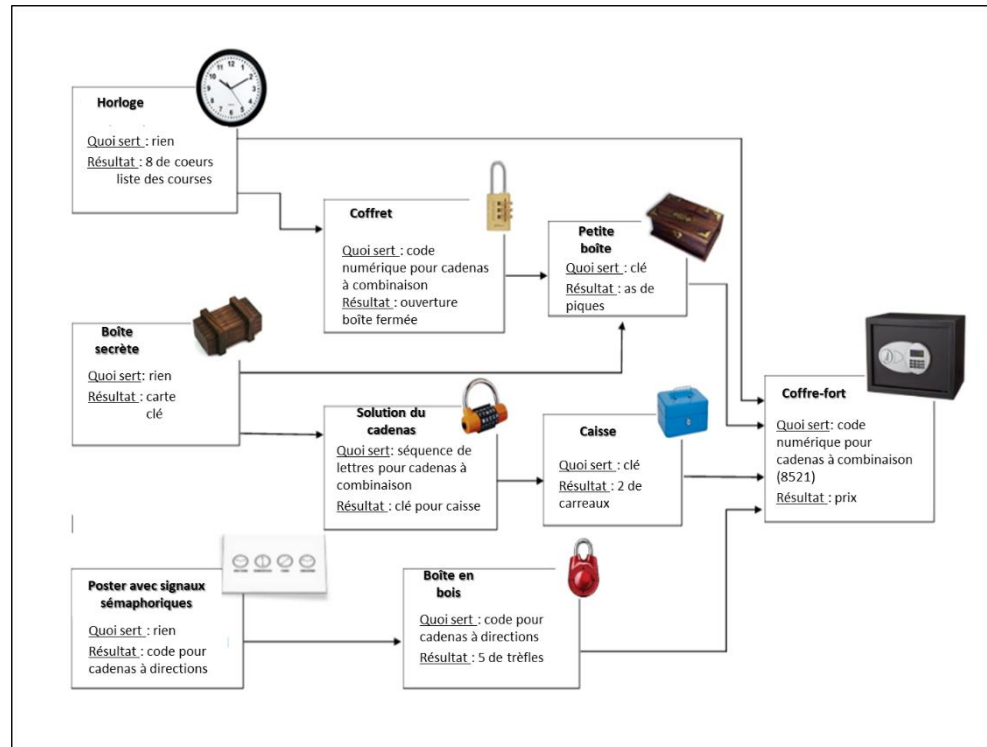 Horloge
Quoi sert : rien
Résultat : 8 de coeurs
liste des courses
Coffret
Quoi sert : code
numérique pour cadenas
à combinaison
Résultat : ouverture
boîte fermée
Petite
boîte
Quoi sert : clé
Résultat : as de
piques
Boîte
secrète
Quoi sert: rien
Résultat : carte
clé
Solution du
cadenas
Quoi sert: séquence de
lettres pour cadenas à
combinaison
Résultat : clé pour caisse
Caisse
Quoi sert : clé
Résultat : 2 de
carreaux
Coffre-fort
Quoi sert: code
numérique pour
cadenas à combinaison
(8521)
Résultat : prix
Poster avec signaux
sémaphoriques
Quoi sert : rien
Résultat : code pour
cadenas à directions
Boîte en
bois
Quoi sert : code pour
cadenas à directions
Résultat : 5 de trèfles